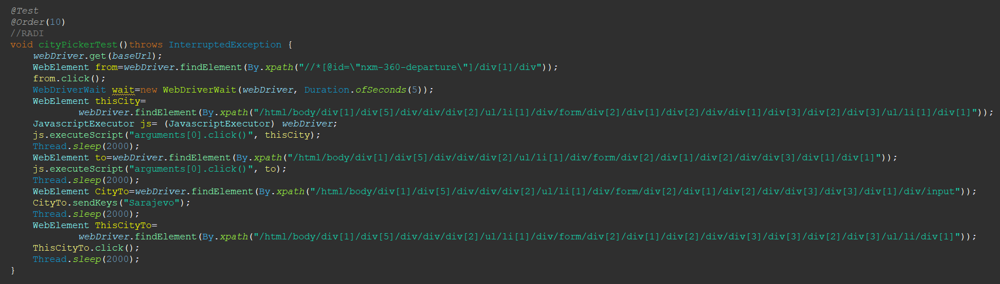 @Test
@Order(10)
//RADI
void cityPickerTest()throws InterruptedException {
    webDriver.get(baseUrl);
    WebElement from=webDriver.findElement(By.xpath("//*[@id=\"nxm-360-departure\"]/div[1]/div"));
    from.click();
    WebDriverWait wait=new WebDriverWait(webDriver, Duration.ofSeconds(5));
    WebElement thisCity=
            webDriver.findElement(By.xpath("/html/body/div[1]/div[5]/div/div/div[2]/ul/li[1]/div/form/div[2]/div[1]/div[2]/div/div[1]/div[3]/div[2]/div[3]/ul/li[1]/div[1]"));
    JavascriptExecutor js= (JavascriptExecutor) webDriver;
    js.executeScript("arguments[0].click()", thisCity);
    Thread.sleep(2000);
    WebElement to=webDriver.findElement(By.xpath("/html/body/div[1]/div[5]/div/div/div[2]/ul/li[1]/div/form/div[2]/div[1]/div[2]/div/div[3]/div[1]/div[1]"));
    js.executeScript("arguments[0].click()", to);
    Thread.sleep(2000);
    WebElement CityTo=webDriver.findElement(By.xpath("/html/body/div[1]/div[5]/div/div/div[2]/ul/li[1]/div/form/div[2]/div[1]/div[2]/div/div[3]/div[3]/div[1]/div/input"));
    CityTo.sendKeys("Sarajevo");
    Thread.sleep(2000);
    WebElement ThisCityTo=
            webDriver.findElement(By.xpath("/html/body/div[1]/div[5]/div/div/div[2]/ul/li[1]/div/form/div[2]/div[1]/div[2]/div/div[3]/div[3]/div[2]/div[3]/ul/li/div[1]"));
    ThisCityTo.click();
    Thread.sleep(2000);
}